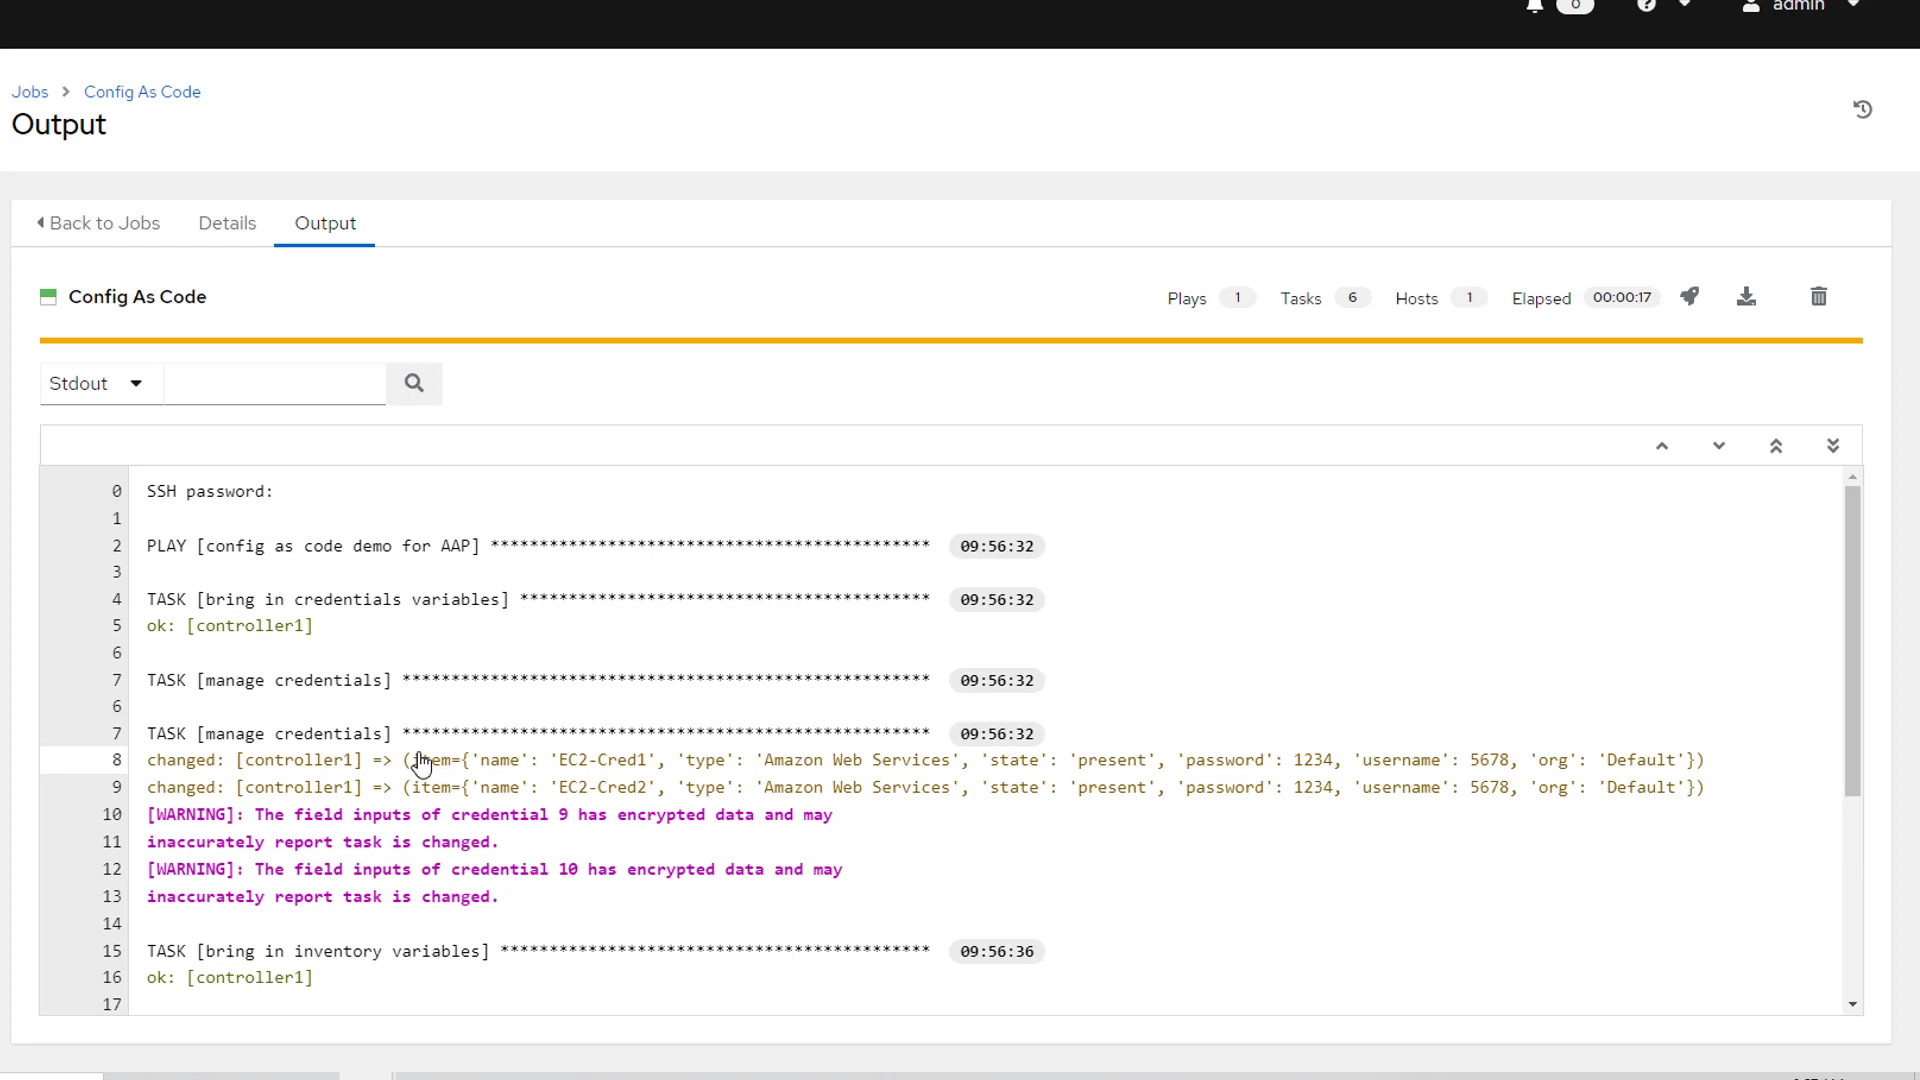 0
admin
Jobs > Config As Code
Output
Back to Jobs Details Output
Config As Code Plays 1 Tasks 6 Hosts 1 Elapsed 00:00:17
Stdout
0 SSH password:
1
2 PLAY [config as code demo for AAP] ********************************************* 09:56:32
3
4 TASK [bring in credentials variables] ****************************************** 09:56:32
5 ok: [controller1]
6
7 TASK [manage credentials] ****************************************************** 09:56:32
6
7 TASK [manage credentials] ****************************************************** 09:56:32
8 changed: [controller1] => (item={'name': 'EC2-Cred1', 'type': 'Amazon Web Services', 'state': 'present', 'password': 1234, 'username': 5678, 'org': 'Default'})
9 changed: [controller1] => (item={'name': 'EC2-Cred2', 'type': 'Amazon Web Services', 'state': 'present', 'password': 1234, 'username': 5678, 'org': 'Default'})
10 [WARNING]: The field inputs of credential 9 has encrypted data and may
11 inaccurately report task is changed.
12 [WARNING]: The field inputs of credential 10 has encrypted data and may
13 inaccurately report task is changed.
14
15 TASK [bring in inventory variables] ******************************************** 09:56:36
16 ok: [controller1]
17